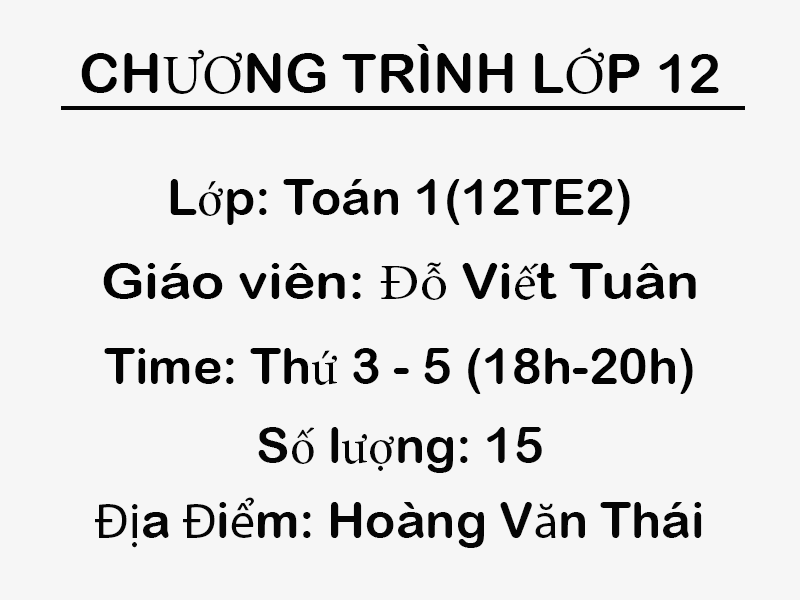 CHƯƠNG TRÌNH LỚP 12
Lớp: Toán 1(12TE2)
Giáo viên: Đỗ Viết Tuân
Time: Thứ 3 - 5 (18h-20h)
Số lượng: 15
Địa Điểm: Hoàng Văn Thái